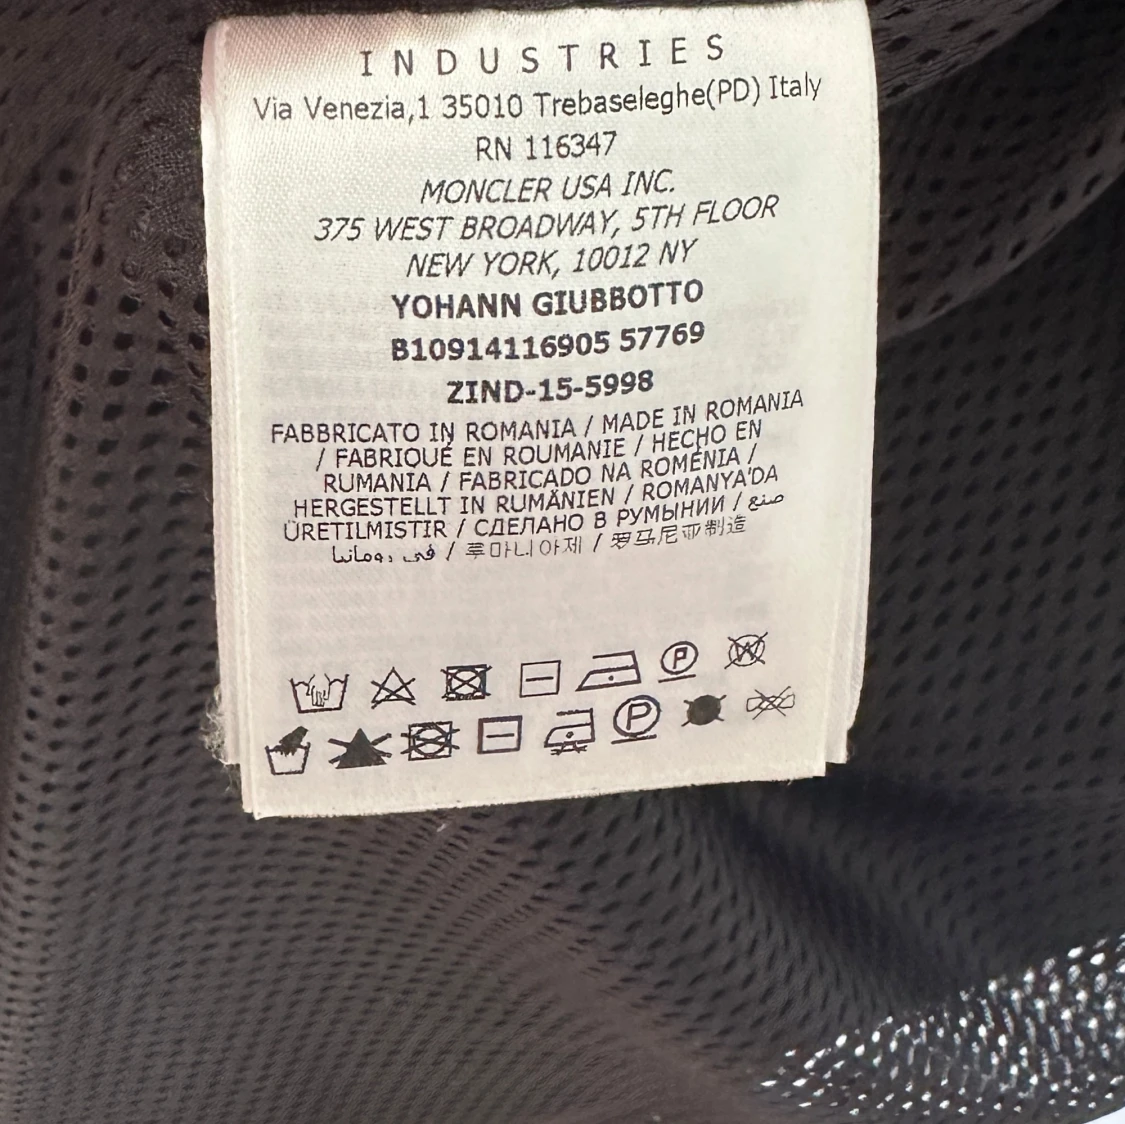 INDUSTRIES
Via Venezia,1 35010 Trebaseleghe(PD) Italy
RN 116347
MONCLER USA INC.
375 WEST BROADWAY, 5TH FLOOR
NEW YORK, 10012 NY
YOHANN GIUBBOTTO
B10914116905 57769
ZIND-15-5998
FABBRICATO IN ROMANIA / MADE IN ROMANIA
/ FABRIQUÉ EN ROUMANIE / HECHO EN
RUMANIA / FABRICADO NA ROMÉNIA /
HERGESTELLT IN RUMÄNIEN / ROMANYA'DA
ÜRETILMISTIR / СДЕЛАНО В РУМЫНИИ / صنع
في رومانيا / 루마니아제 / 罗马尼亚制造
P W
P